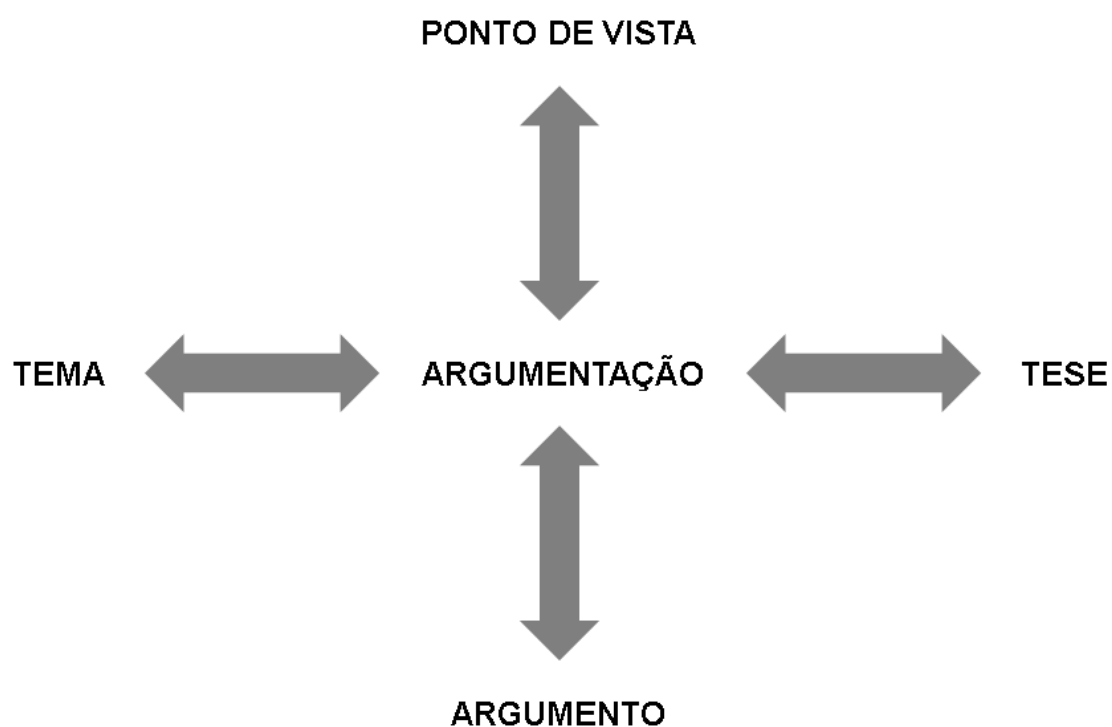 PONTO DE VISTA
TEMA
ARGUMENTAÇÃO
TESE
ARGUMENTO